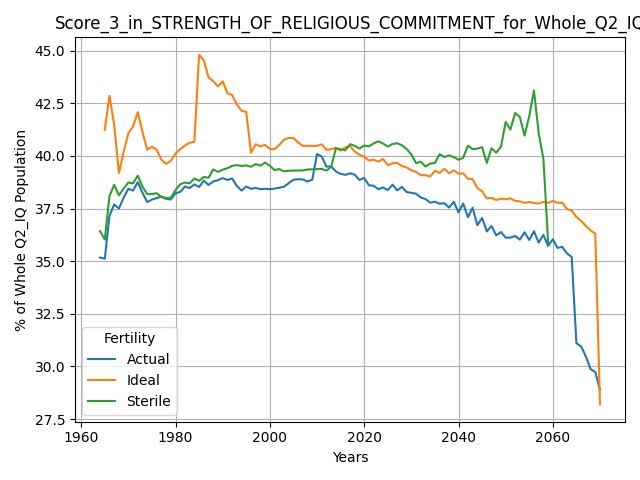 Score_3_in_STRENGTH_OF_RELIGIOUS_COMMITMENT_for_Whole_Q2_IQ
45.0
42.5
40.0
37.5
35.0
32.5
30.0
27.5
% of Whole Q2_IQ Population
Fertility
Actual
Ideal
Sterile
1960 1980 2000 2020 2040 2060
Years